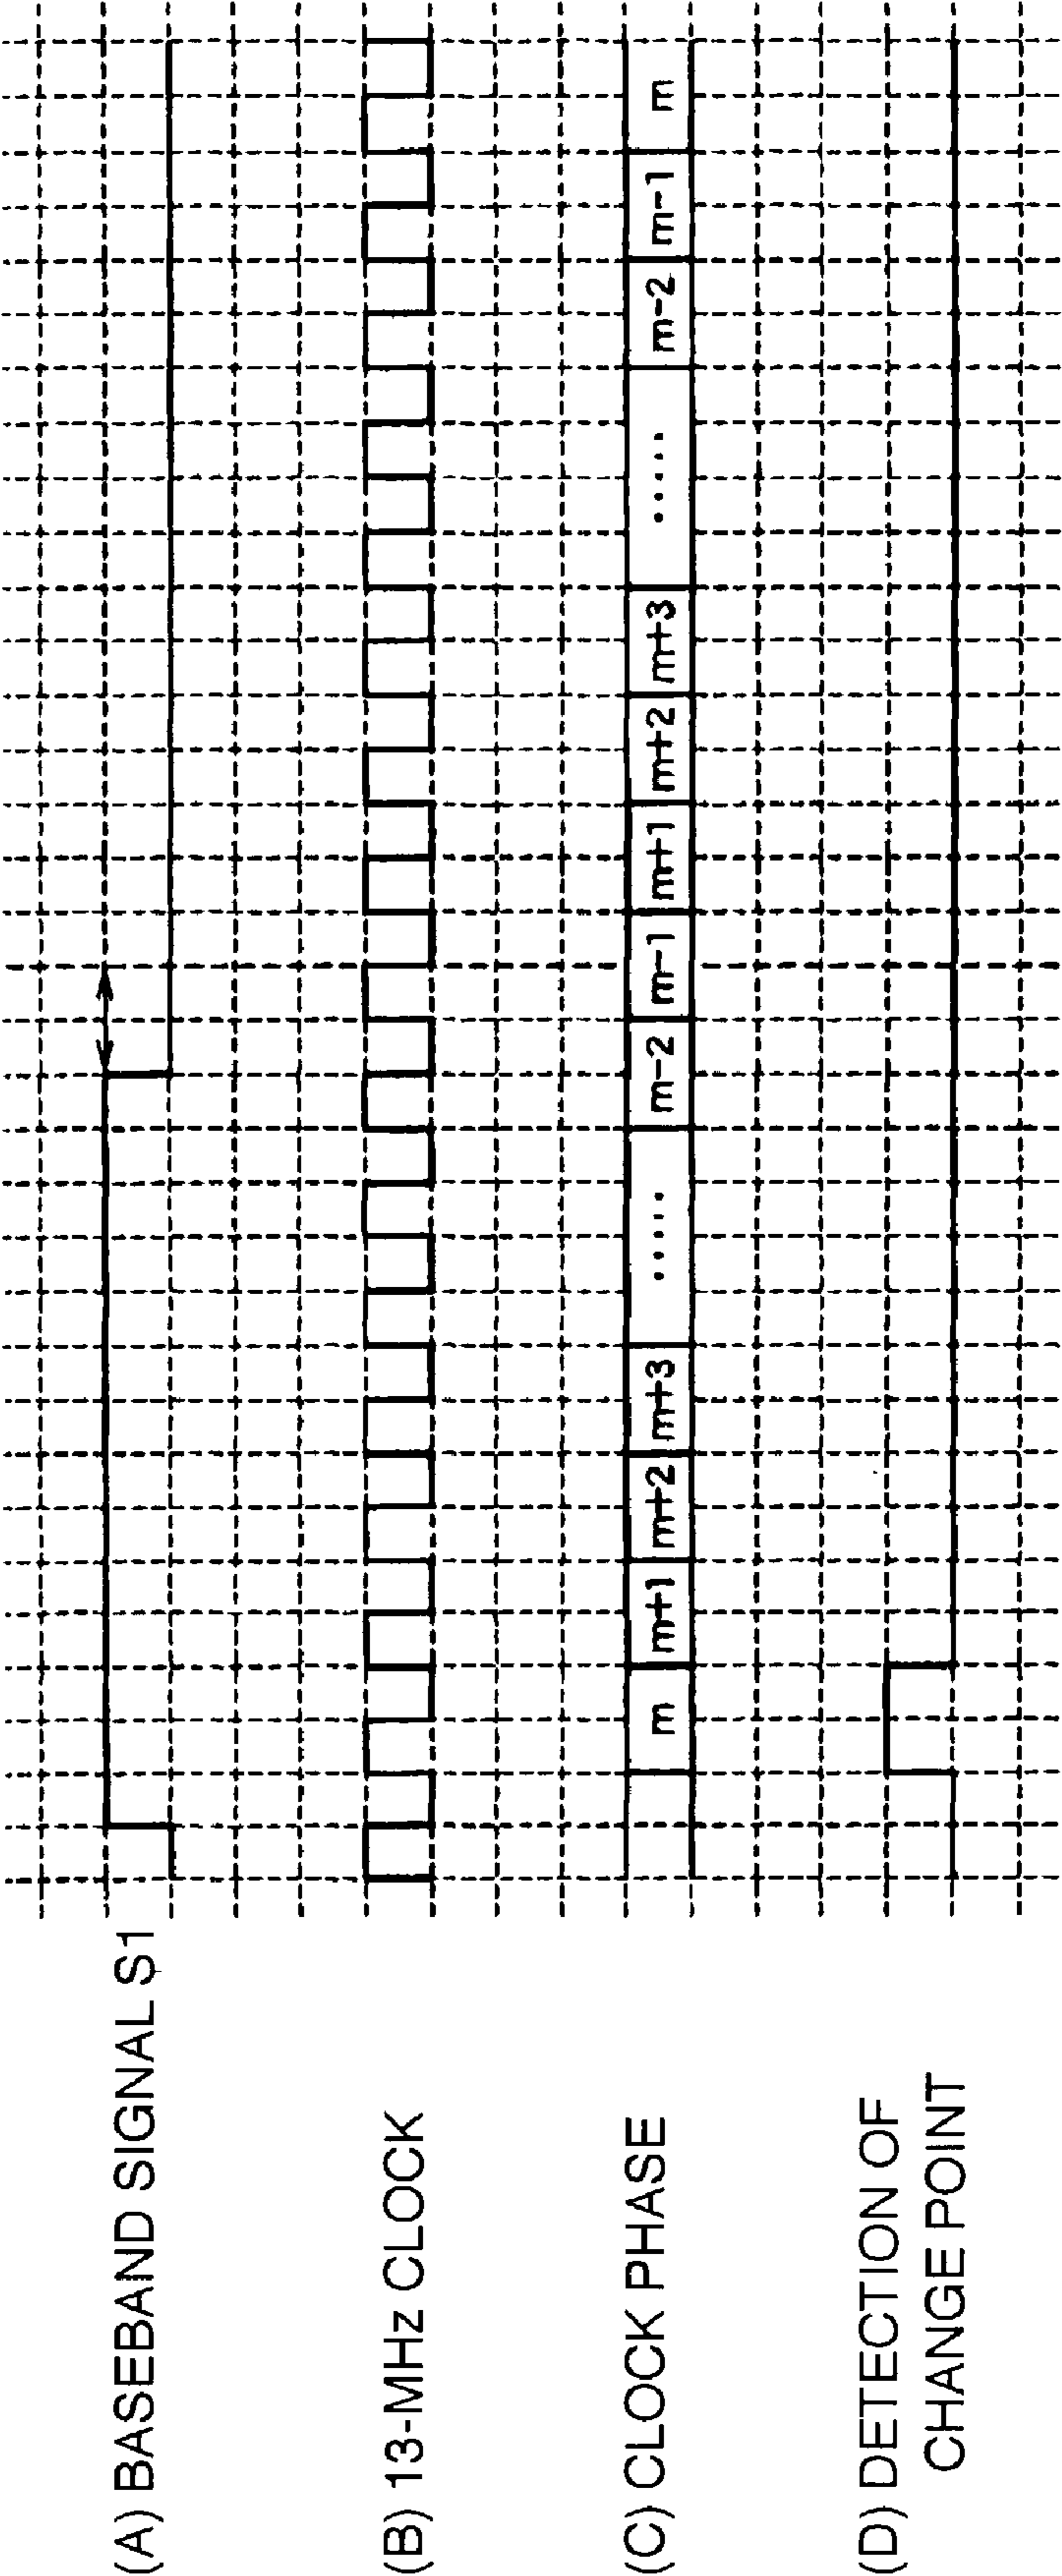 (A) BASEBAND SIGNAL S1
(B) 13-MHz CLOCK
(C) CLOCK PHASE
m m+1 m+2 m+3 ..... m-2 m-1 m+1 m+2 m+3 ..... m-2 m-1 m
(D) DETECTION OF
CHANGE POINT